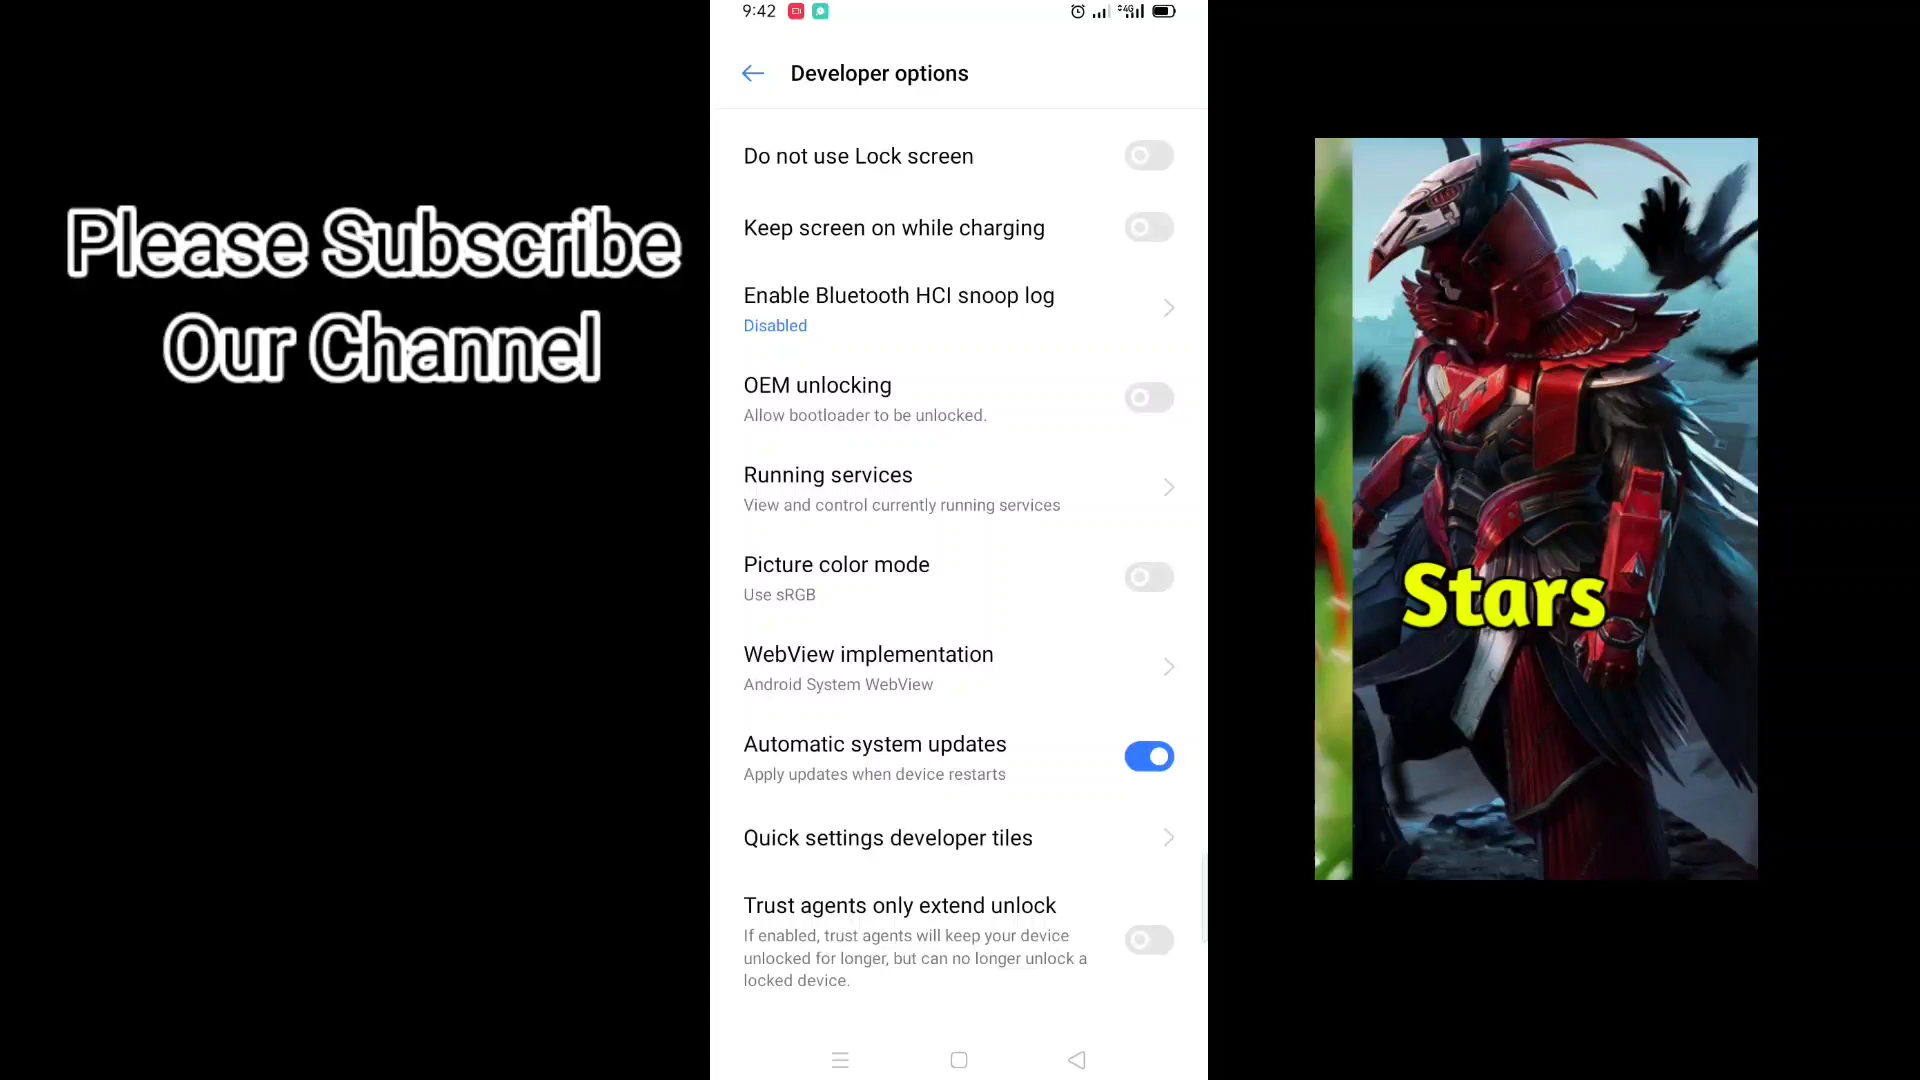 Please Subscribe
Our Channel
9:42
4G
Developer options
Do not use Lock screen
Keep screen on while charging
Enable Bluetooth HCI snoop log
Disabled
OEM unlocking
Allow bootloader to be unlocked.
Running services
View and control currently running services
Picture color mode
Use sRGB
WebView implementation
Android System WebView
Automatic system updates
Apply updates when device restarts
Quick settings developer tiles
Trust agents only extend unlock
If enabled, trust agents will keep your device
unlocked for longer, but can no longer unlock a
locked device.
Stars